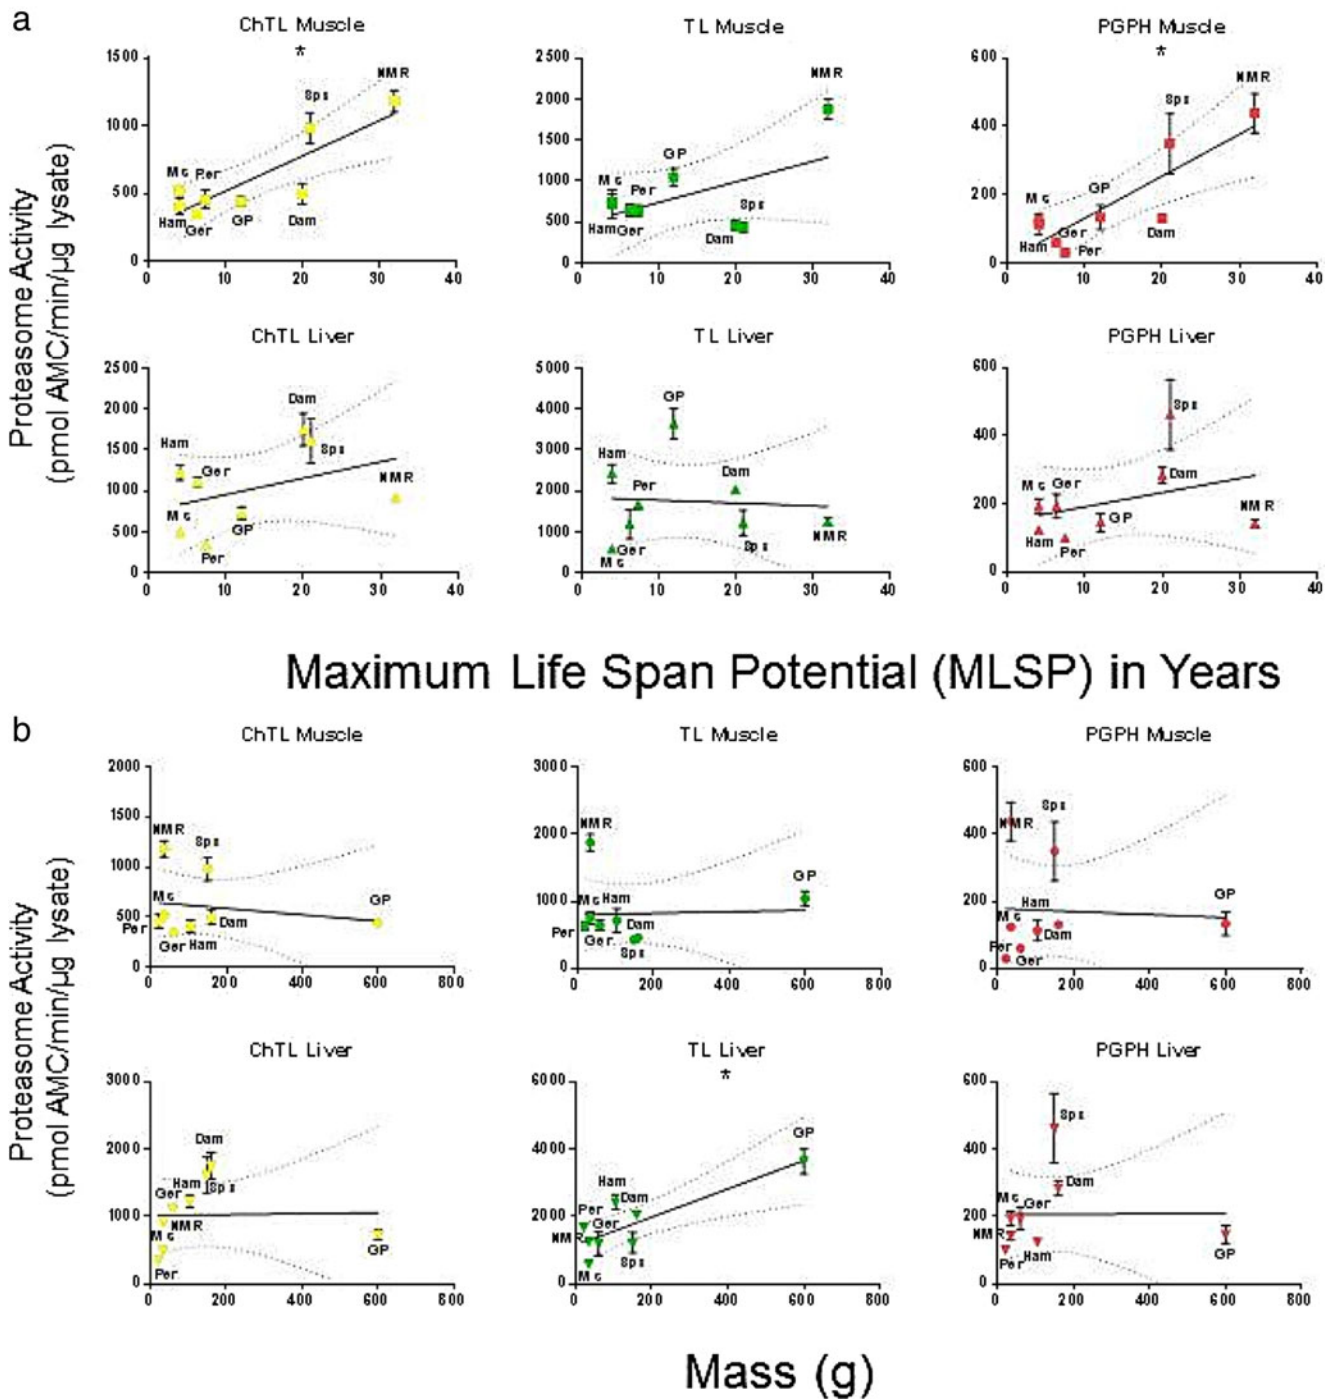 a
ChTL Muscle
TL Muscle
PGPH Muscle
*
*
1500
1000
500
0
Mc
Per
Ham
Ger
GP
Sps
Dam
NMR
0 10 20 30 40
2500
2000
1500
1000
500
0
Mc
Per
Ham
Ger
GP
Dam
Sps
NMR
0 10 20 30 40
600
400
200
0
Mc
Ham
Ger
Per
GP
Sps
Dam
NMR
0 10 20 30 40
Proteasome Activity
(pmol AMC/min/µg lysate)
ChTL Liver
TL Liver
PGPH Liver
2500
2000
1500
1000
500
0
Ham
Ger
Mc
Per
GP
Dam
Sps
NMR
0 10 20 30 40
5000
4000
3000
2000
1000
0
Ham
GP
Per
Ger
Mc
Dam
Sps
NMR
0 10 20 30 40
600
400
200
0
Mc
Ger
Ham
Per
GP
Sps
Dam
NMR
0 10 20 30 40
Maximum Life Span Potential (MLSP) in Years
b
ChTL Muscle
TL Muscle
PGPH Muscle
2000
1500
1000
500
0
NMR
Sps
Mc
Per
Ger
Ham
Dam
GP
0 200 400 600 800
3000
2000
1000
0
NMR
Mc
Ham
Per
Ger
Dam
Sps
GP
0 200 400 600 800
600
400
200
0
NMR
Sps
Ham
Mc
Per
Ger
Dam
GP
0 200 400 600 800
Proteasome Activity
(pmol AMC/min/µg lysate)
ChTL Liver
TL Liver
PGPH Liver
*
3000
2000
1000
0
Dam
Ger
Ham
Sps
NMR
Mc
Per
GP
0 200 400 600 800
6000
4000
2000
0
Ham
Per
Ger
Dam
NMR
Mc
Sps
GP
0 200 400 600 800
600
400
200
0
Sps
Dam
Mc
Ger
NMR
Per
Ham
GP
0 200 400 600 800
Mass (g)